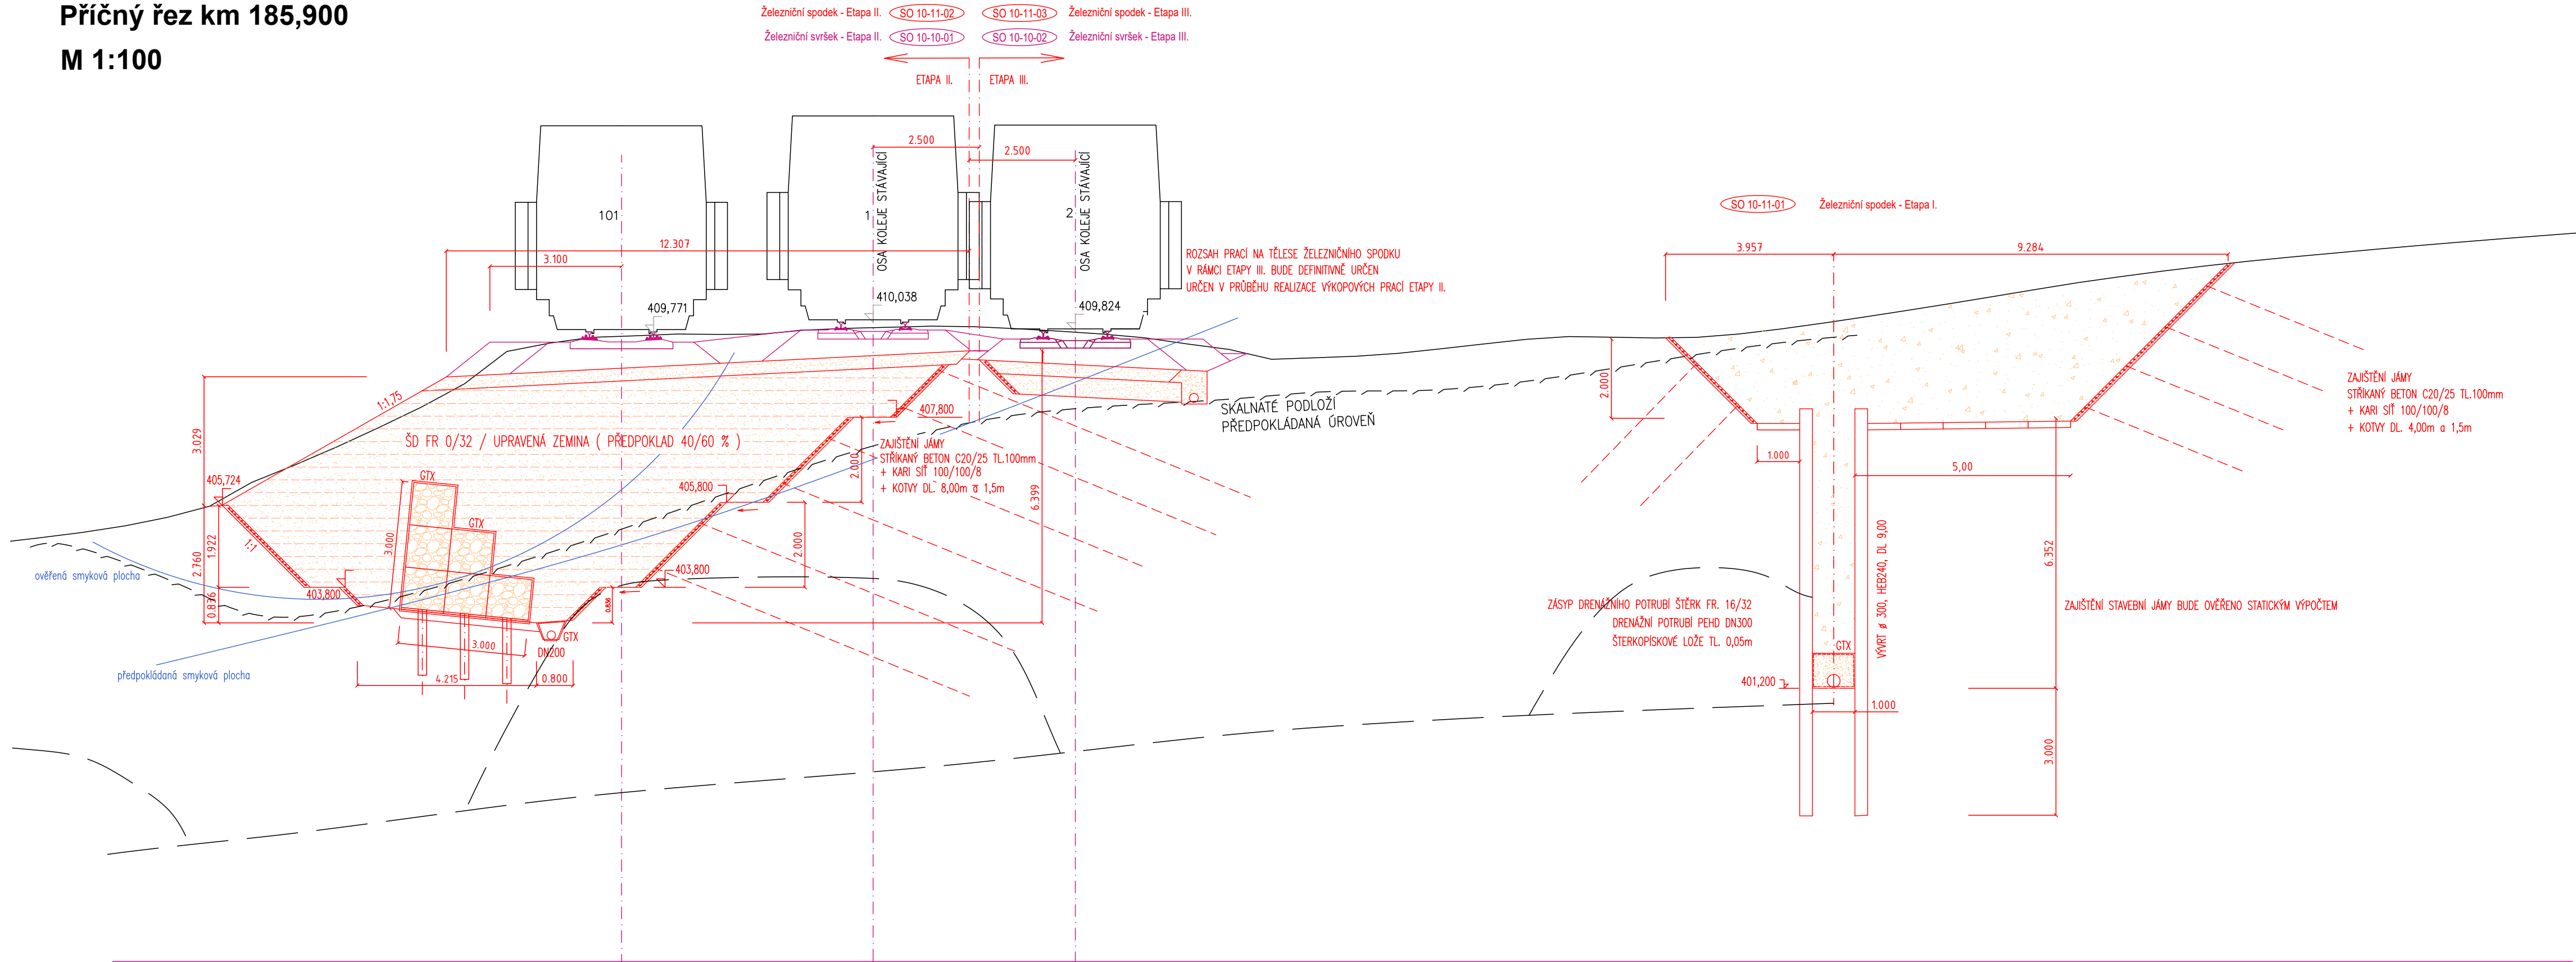 Příčný řez km 185,900
M 1:100
Železniční spodek - Etapa II. SO 10-11-02 SO 10-11-03 Železniční spodek - Etapa III.
Železniční svršek - Etapa II. SO 10-10-01 SO 10-10-02 Železniční svršek - Etapa III.
ETAPA II. ETAPA III.
2.500
2.500
101
1
2
OSA KOLEJE STÁVAJÍCÍ
OSA KOLEJE STÁVAJÍCÍ
12.307
3.100
409,771
410,038
409,824
ROZSAH PRACÍ NA TĚLESE ŽELEZNIČNÍHO SPODKU
V RÁMCI ETAPY III. BUDE DEFINITIVNĚ URČEN
URČEN V PRŮBĚHU REALIZACE VÝKOPOVÝCH PRACÍ ETAPY II.
SO 10-11-01 Železniční spodek - Etapa I.
3.957
9.284
2.000
ZAJIŠTĚNÍ JÁMY
STŘÍKANÝ BETON C20/25 TL.100mm
+ KARI SÍŤ 100/100/8
+ KOTVY DL. 4,00m a 1,5m
1:1,75
3.029
ŠD FR 0/32 / UPRAVENÁ ZEMINA ( PŘEDPOKLAD 40/60 % )
407,800
SKALNATÉ PODLOŽÍ
PŘEDPOKLÁDANÁ ÚROVEŇ
ZAJIŠTĚNÍ JÁMY
STŘÍKANÝ BETON C20/25 TL.100mm
+ KARI SÍŤ 100/100/8
+ KOTVY DL. 8,00m a 1,5m
2.000
405,800
6.399
405,724
GTX
GTX
3.000
1:1
1.922
2.760
0.836
2.000
403,800
403,800
0.836
ověřená smyková plocha
předpokládaná smyková plocha
GTX
DN200
3.000
4.215
0.800
1.000
5,00
VÝVRT ø 300, HEB240, DL 9,00
6.352
ZÁSYP DRENÁŽNÍHO POTRUBÍ ŠTĚRK FR. 16/32
DRENÁŽNÍ POTRUBÍ PEHD DN300
ŠTERKOPÍSKOVÉ LOŽE TL. 0,05m
ZAJIŠTĚNÍ STAVEBNÍ JÁMY BUDE OVĚŘENO STATICKÝM VÝPOČTEM
GTX
401,200
1.000
3.000